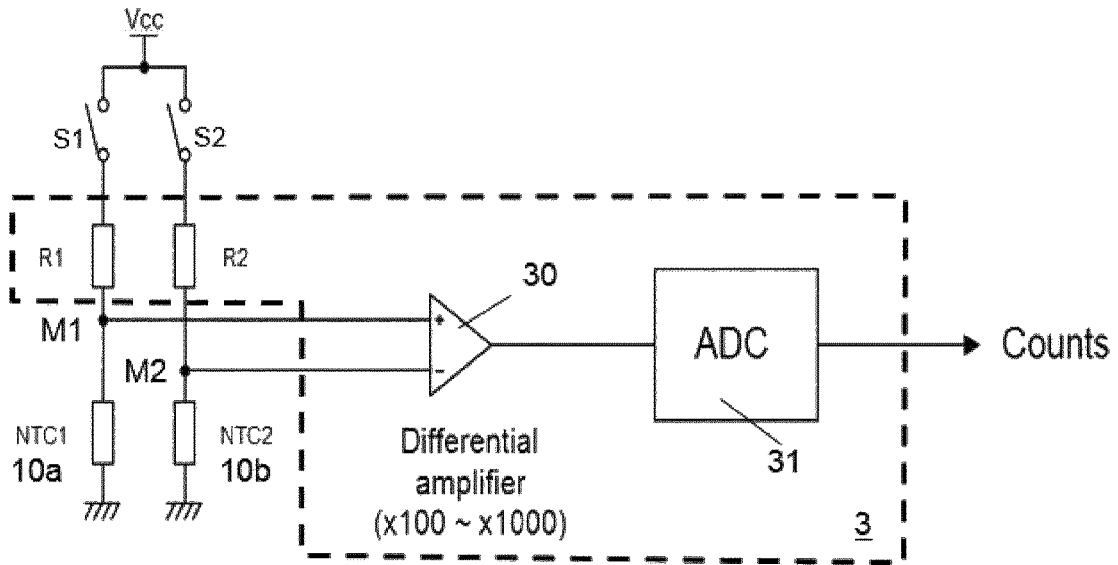 Vcc
S1
S2
R1
R2
30
M1
+
ADC
Counts
M2
-
NTC1
10a
NTC2
10b
Differential
amplifier
(x100 ~ x1000)
31
3